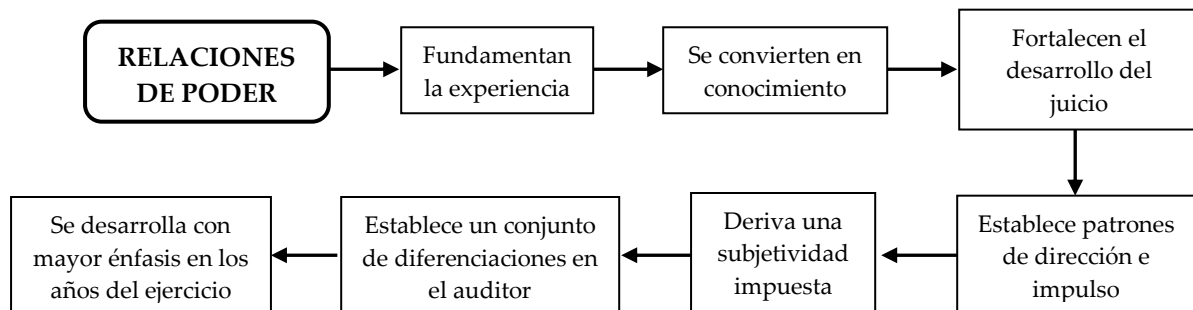 RELACIONES
DE PODER
Fundamentan
la experiencia
Se convierten en
conocimiento
Fortalecen el
desarrollo del
juicio
Establece patrones
de dirección e
impulso
Deriva una
subjetividad
impuesta
Establece un conjunto
de diferenciaciones en
el auditor
Se desarrolla con
mayor énfasis en los
años del ejercicio